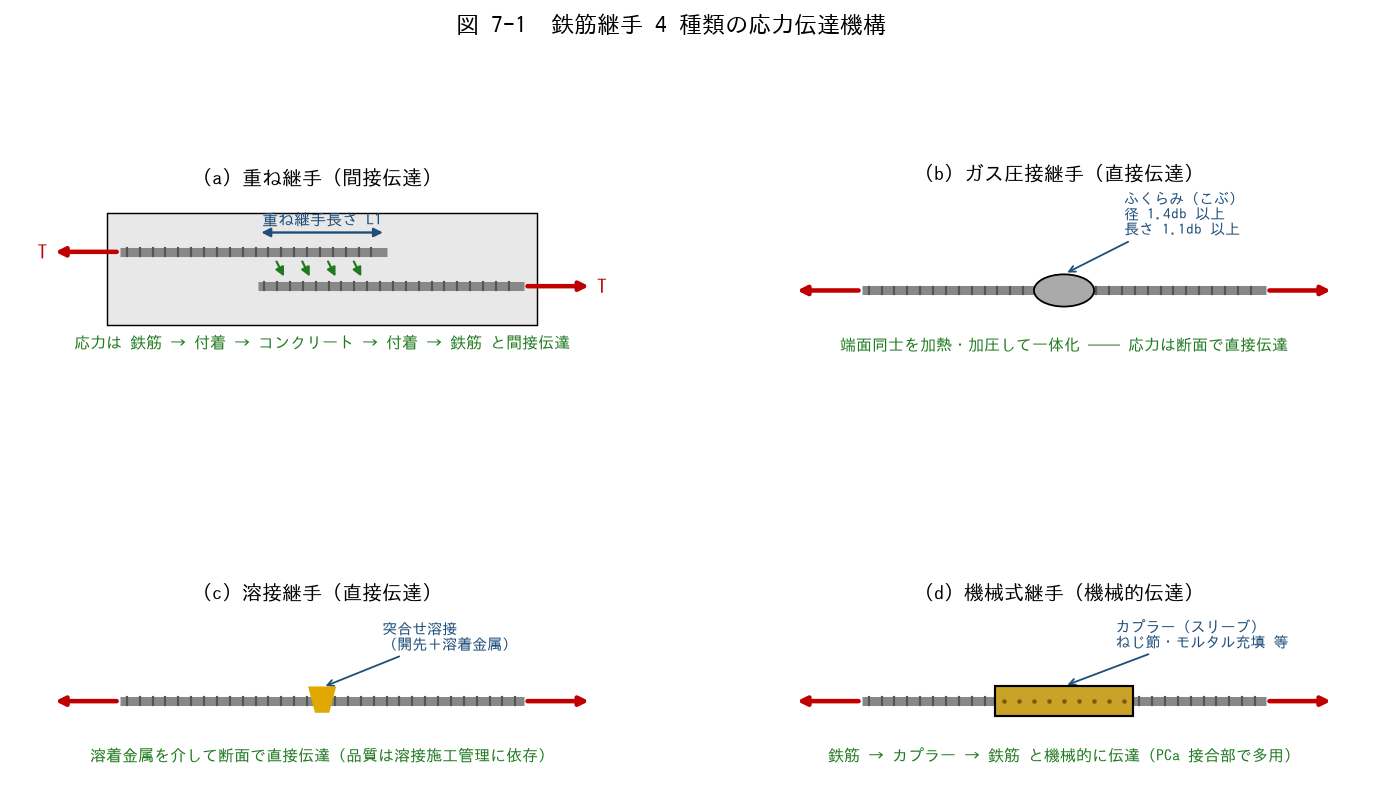 図 7-1　鉄筋継手 4 種類の応力伝達機構
(a) 重ね継手（間接伝達）
重ね継手長さ L1
T
T
応力は 鉄筋 → 付着 → コンクリート → 付着 → 鉄筋 と間接伝達
(b) ガス圧接継手（直接伝達）
ふくらみ（こぶ）
径 1.4db 以上
長さ 1.1db 以上
端面同士を加熱・加圧して一体化 —— 応力は断面で直接伝達
(c) 溶接継手（直接伝達）
突合せ溶接
（開先＋溶着金属）
溶着金属を介して断面で直接伝達（品質は溶接施工管理に依存）
(d) 機械式継手（機械的伝達）
カプラー（スリーブ）
ねじ節・モルタル充填 等
鉄筋 → カプラー → 鉄筋 と機械的に伝達（PCa 接合部で多用）